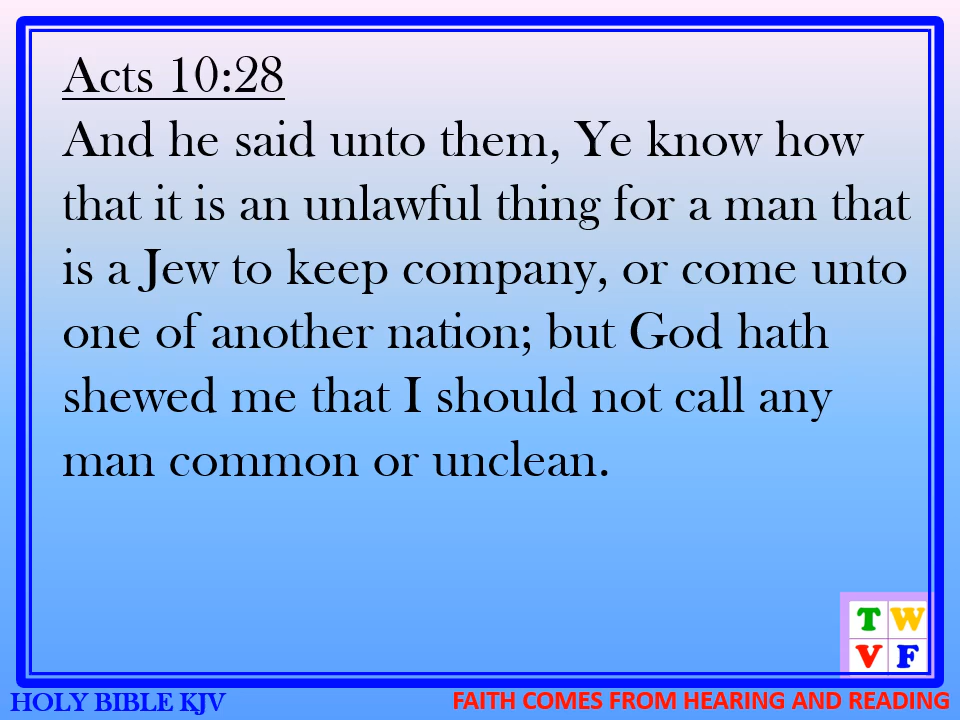 Acts 10:28
And he said unto them, Ye know how
that it is an unlawful thing for a man that
is a Jew to keep company, or come unto
one of another nation; but God hath
shewed me that I should not call any
man common or unclean.
T W
V F
HOLY BIBLE KJV
FAITH COMES FROM HEARING AND READING